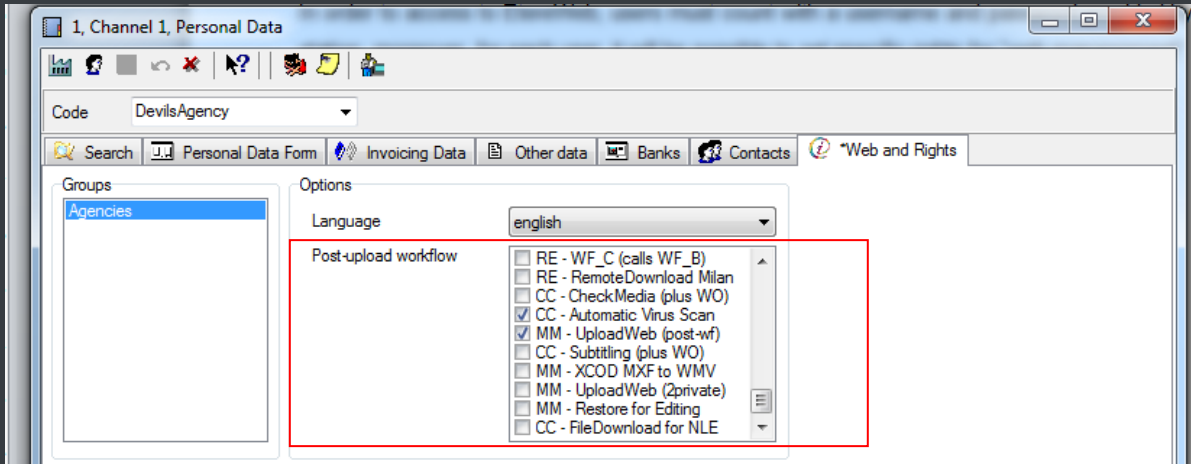 1, Channel 1, Personal Data
Code DevilsAgency
Search Personal Data Form Invoicing Data Other data Banks Contacts *Web and Rights
Groups Options
Agencies
Language english
Post-upload workflow
RE - WF_C (calls WF_B)
RE - RemoteDownload Milan
CC - CheckMedia (plus WO)
CC - Automatic Virus Scan
MM - UploadWeb (post-wf)
CC - Subtitling (plus WO)
MM - XCOD MXF to WMV
MM - UploadWeb (2private)
MM - Restore for Editing
CC - FileDownload for NLE